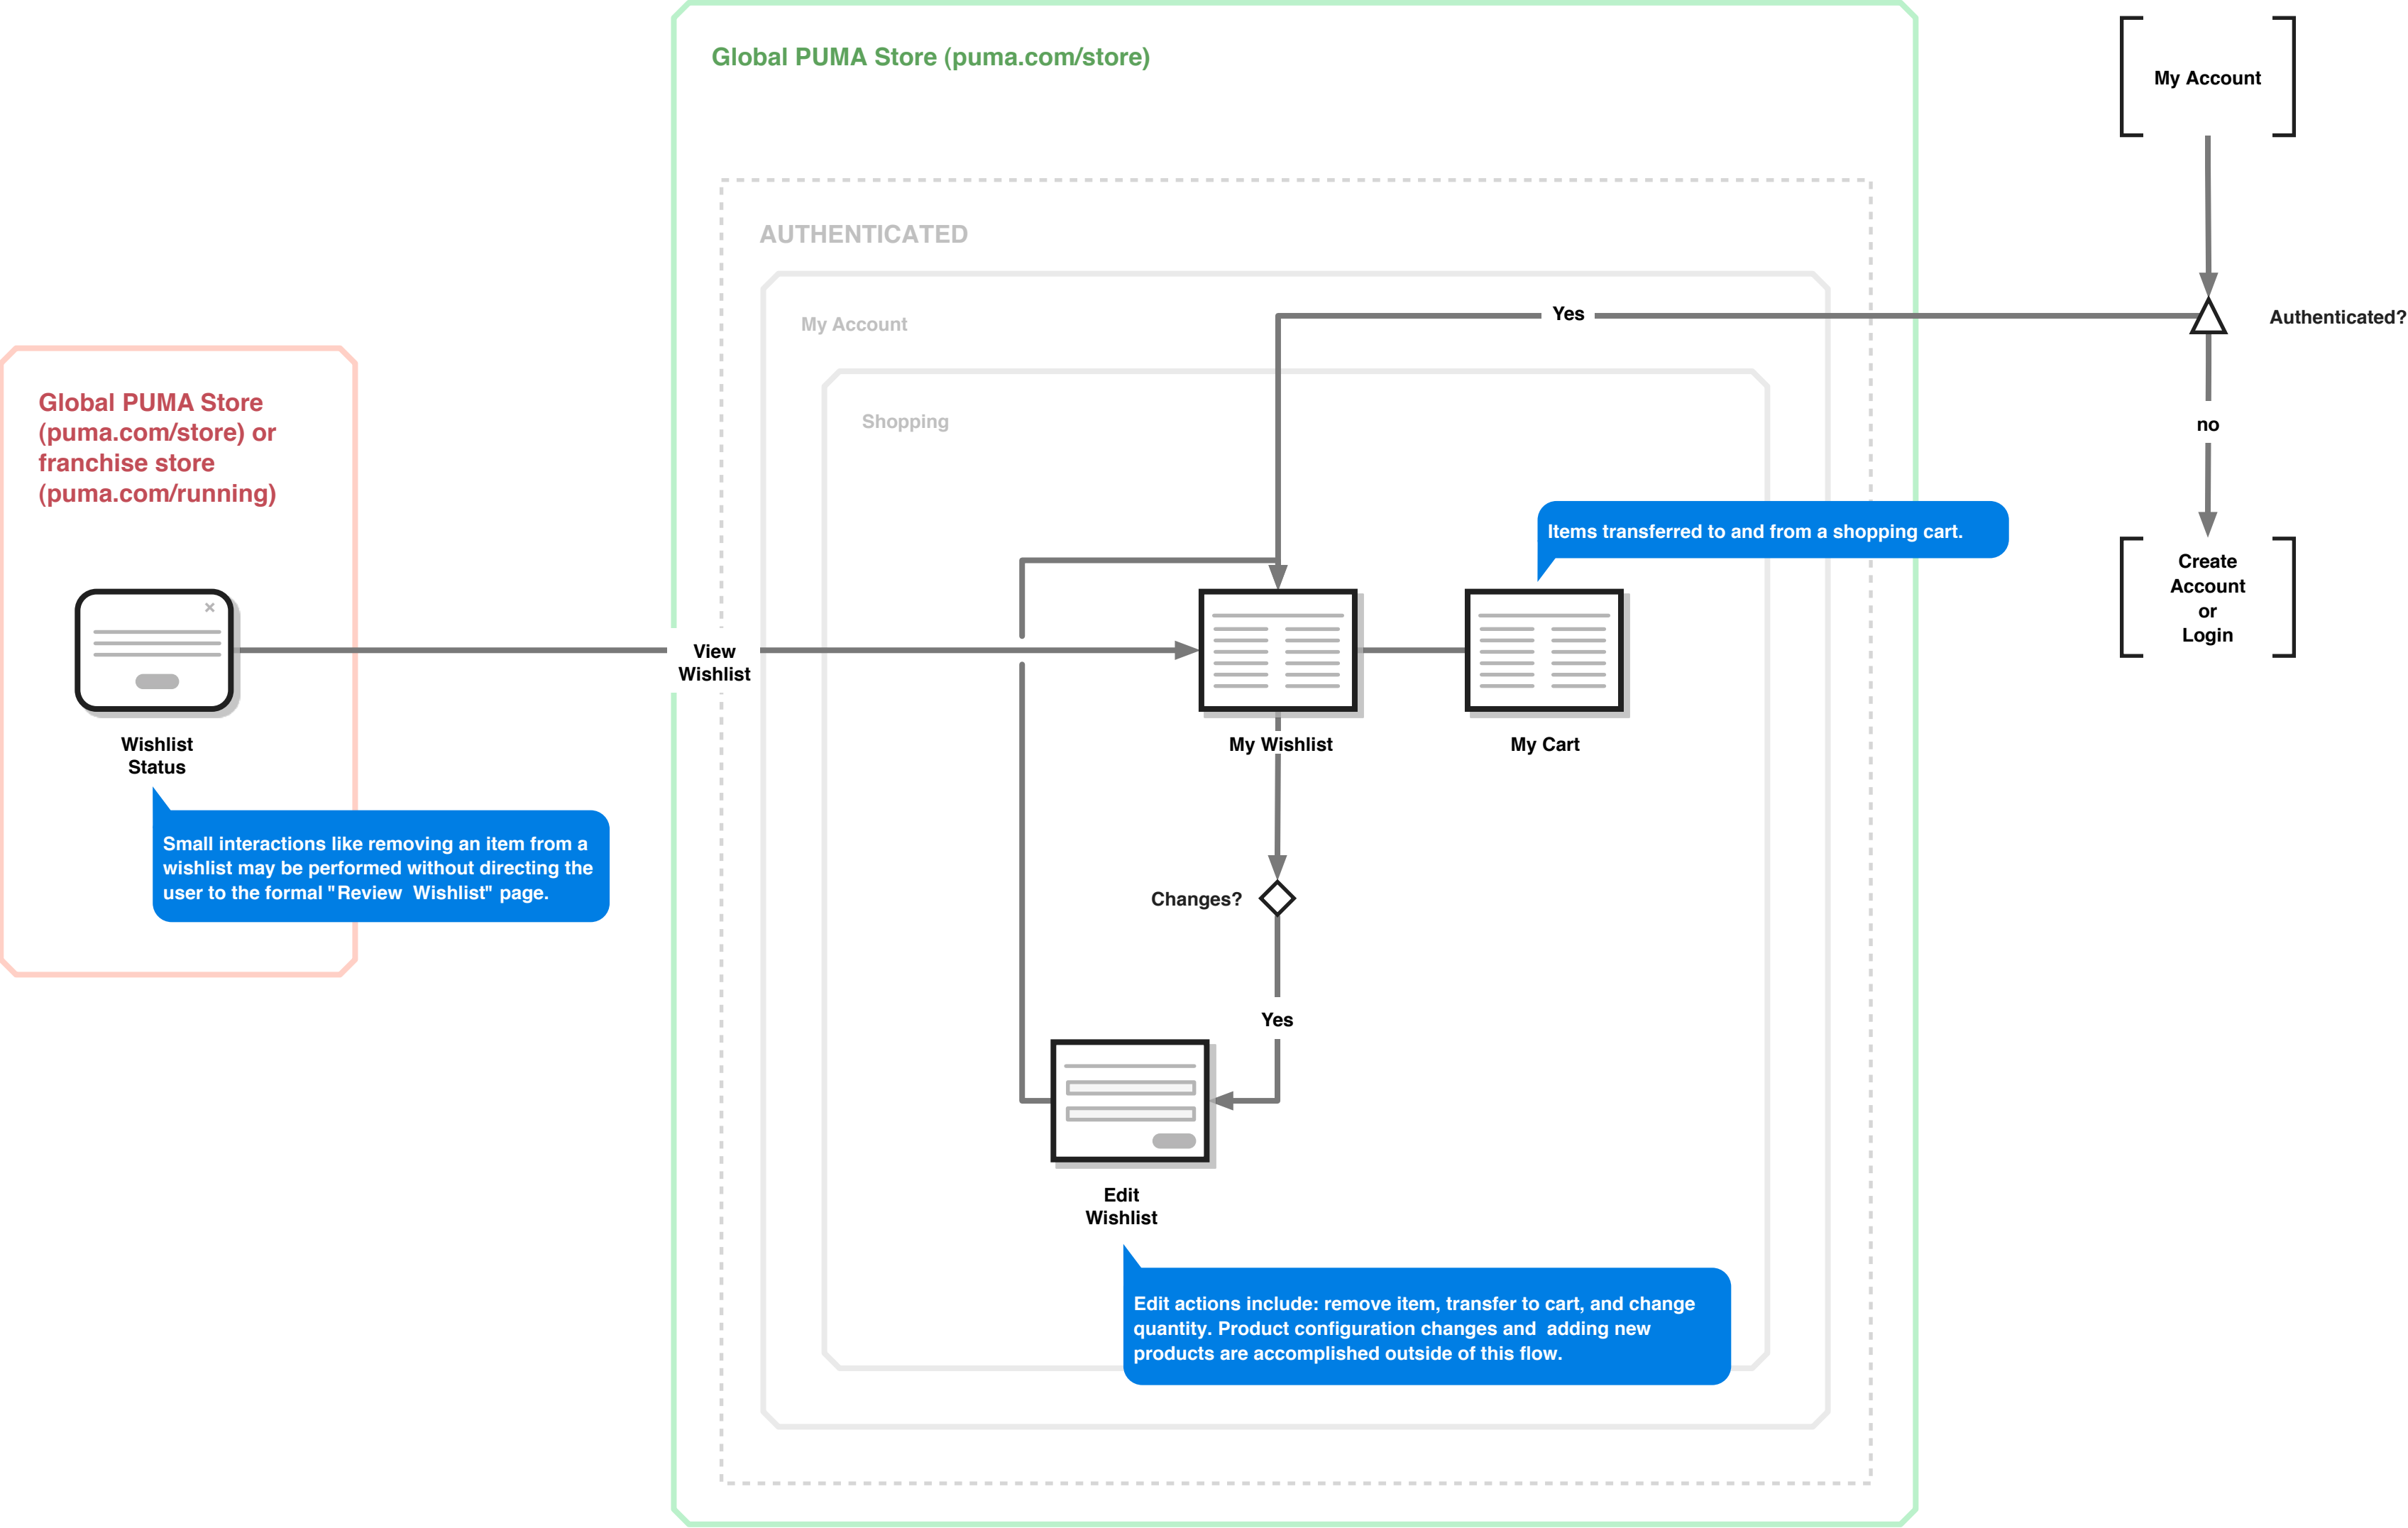 Global PUMA Store (puma.com/store)
My Account
AUTHENTICATED
My Account
Yes
Authenticated?
Shopping
no
Global PUMA Store
(puma.com/store) or
franchise store
(puma.com/running)
Items transferred to and from a shopping cart.
Create
Account
or
Login
View
Wishlist
Wishlist
Status
My Wishlist
My Cart
Small interactions like removing an item from a
wishlist may be performed without directing the
user to the formal "Review Wishlist" page.
Changes?
Yes
Edit
Wishlist
Edit actions include: remove item, transfer to cart, and change
quantity. Product configuration changes and adding new
products are accomplished outside of this flow.